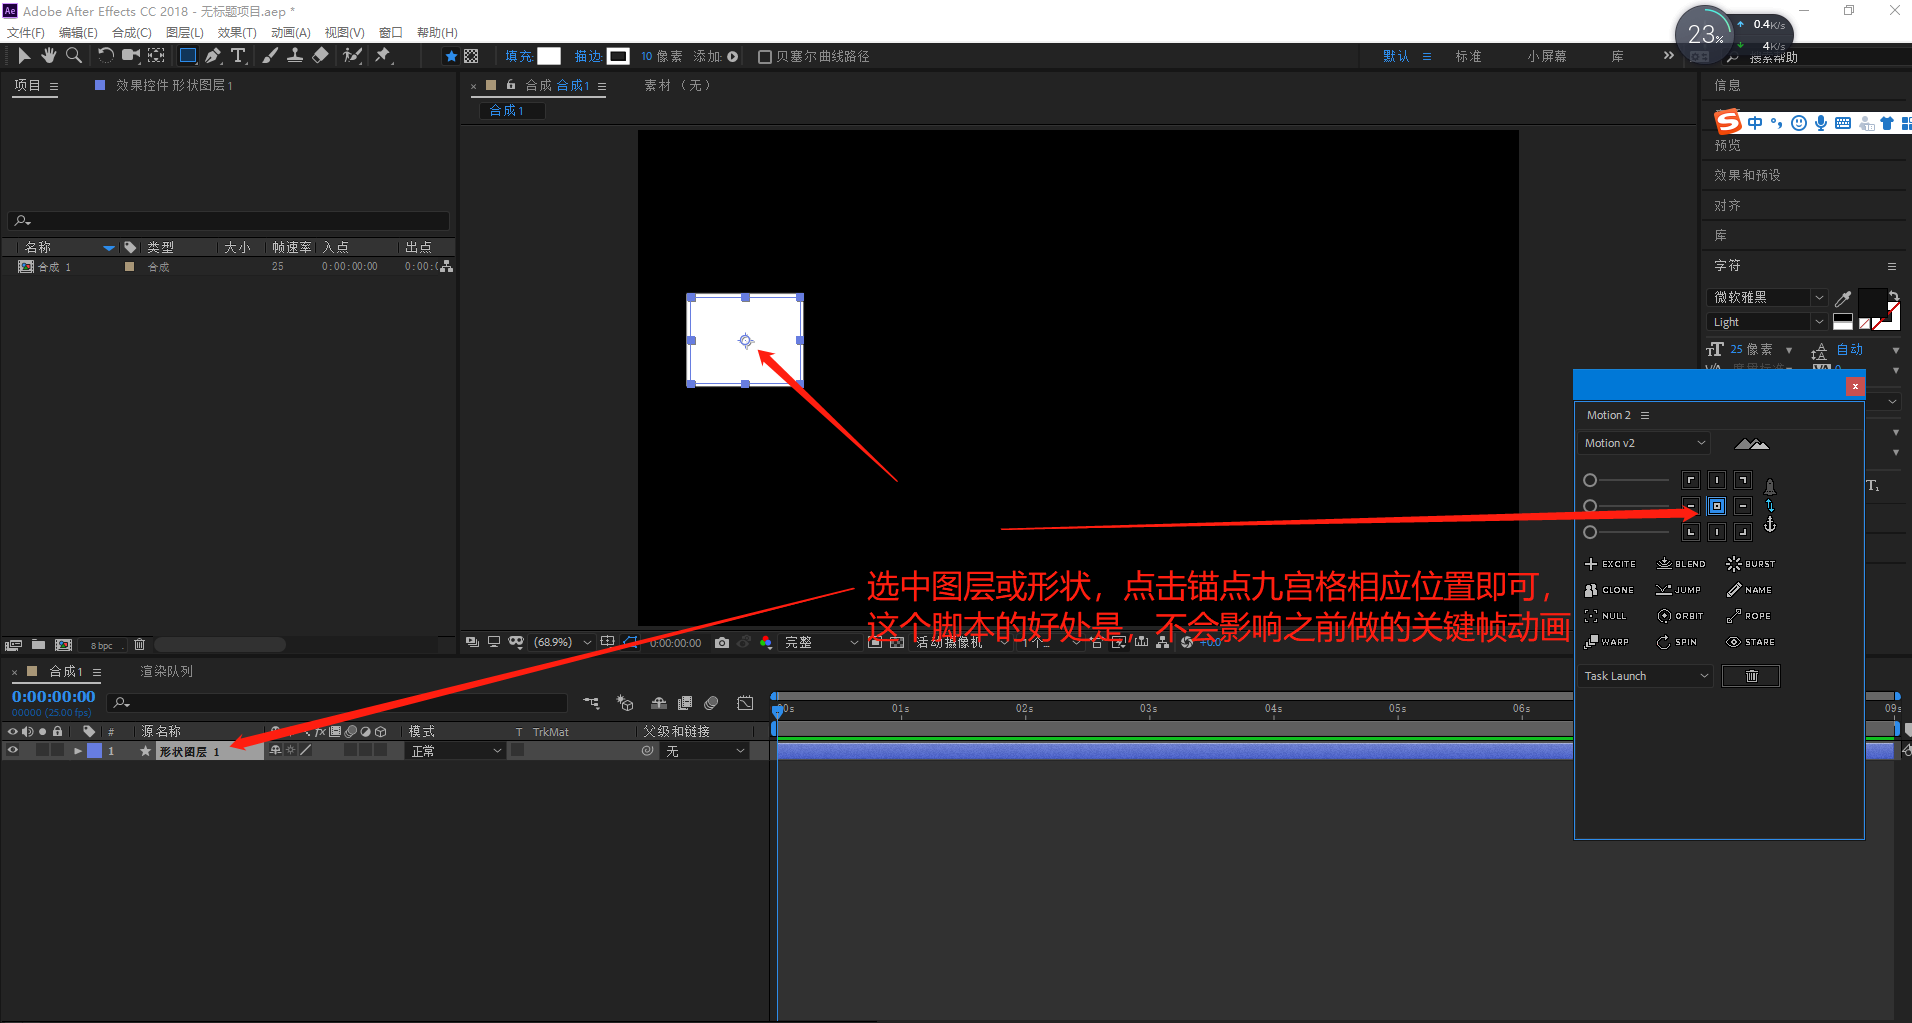 Adobe After Effects CC 2018 - 无标题项目.aep *
文件(F) 编辑(E) 合成(C) 图层(L) 效果(T) 动画(A) 视图(V) 窗口 帮助(H)
23%
0.4K/s
4K/s
填充: 描边: 10 像素 添加: 贝塞尔曲线路径
默认 标准 小屏幕 库 搜索帮助
项目 效果控件 形状图层 1
合成 合成1 素材 (无)
合成1
信息
中
预览
效果和预设
对齐
库
字符
微软雅黑
Light
25 像素 自动
名称 类型 大小 帧速率 入点 出点
合成 1 合成 25 0:00:00:00
Motion 2
Motion v2
EXCITE BLEND BURST
CLONE JUMP NAME
NULL ORBIT ROPE
WARP SPIN STARE
Task Launch
选中图层或形状，点击锚点九宫格相应位置即可，
这个脚本的好处是，不会影响之前做的关键帧动画
8 bpc
(68.9%) 0:00:00:00 完整 活动摄像机 1个... +0.0
合成1 渲染队列
0:00:00:00
00000 (25.00 fps)
01s 02s 03s 04s 05s 06s 09s
# 源名称 模式 T TrkMat 父级和链接
1 形状图层 1 正常 无